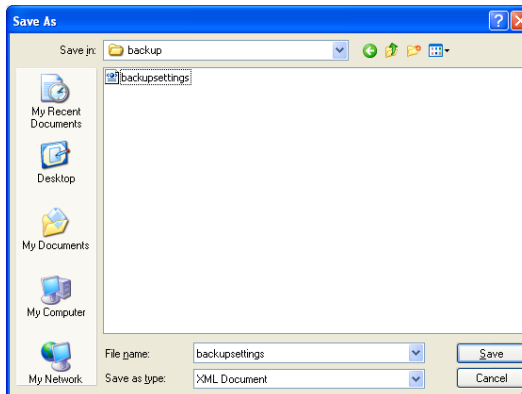 Save As
Save in: backup
backupsettings
My Recent
Documents
Desktop
My Documents
My Computer
My Network
File name: backupsettings Save
Save as type: XML Document Cancel